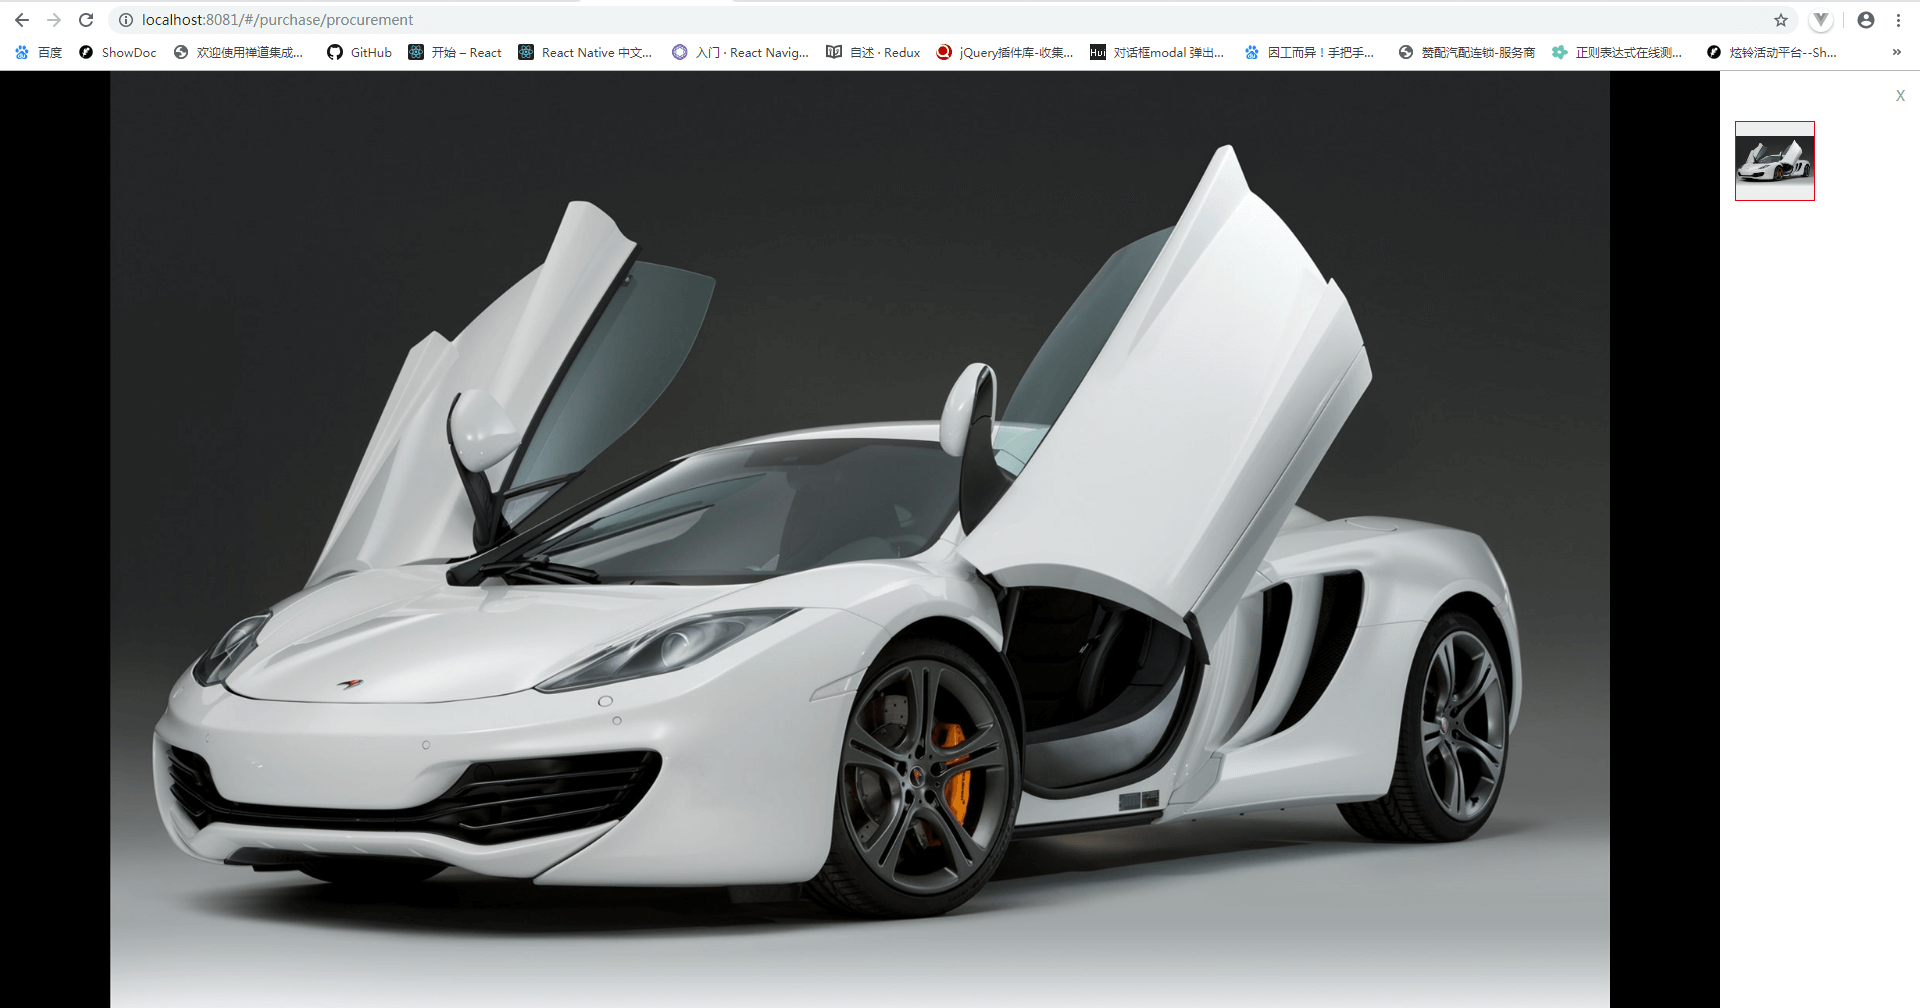 localhost:8081/#/purchase/procurement
百度 ShowDoc 欢迎使用禅道集成... GitHub 开始 – React React Native 中文... 入门 · React Navig... 自述 · Redux jQuery插件库-收集... Hui 对话框modal 弹出... 因工而异！手把手... 赞配汽配连锁-服务商 正则表达式在线测... 炫铃活动平台--Sh... »
X